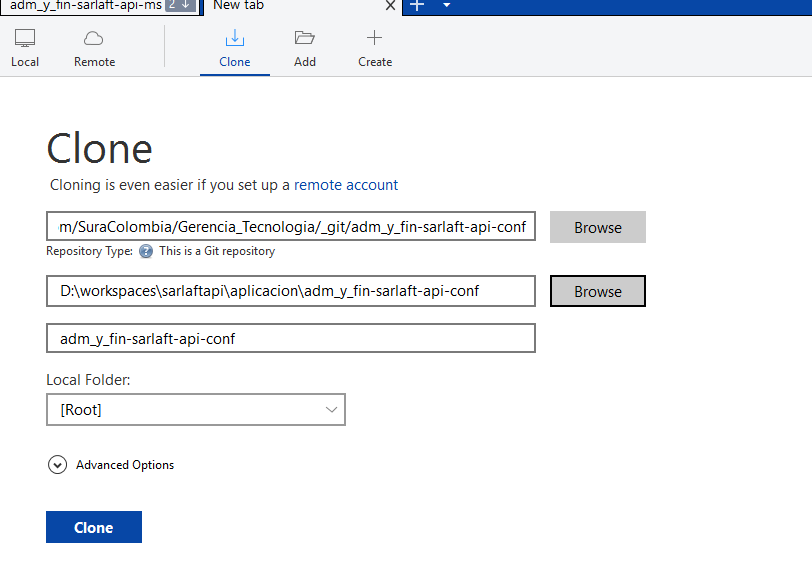 adm_y_fin-sarlaft-api-ms 2 ↓ New tab
Local Remote Clone Add Create
Clone
Cloning is even easier if you set up a remote account
m/SuraColombia/Gerencia_Tecnologia/_git/adm_y_fin-sarlaft-api-conf Browse
Repository Type: ? This is a Git repository
D:\workspaces\sarlaftapi\aplicacion\adm_y_fin-sarlaft-api-conf Browse
adm_y_fin-sarlaft-api-conf
Local Folder:
[Root]
Advanced Options
Clone